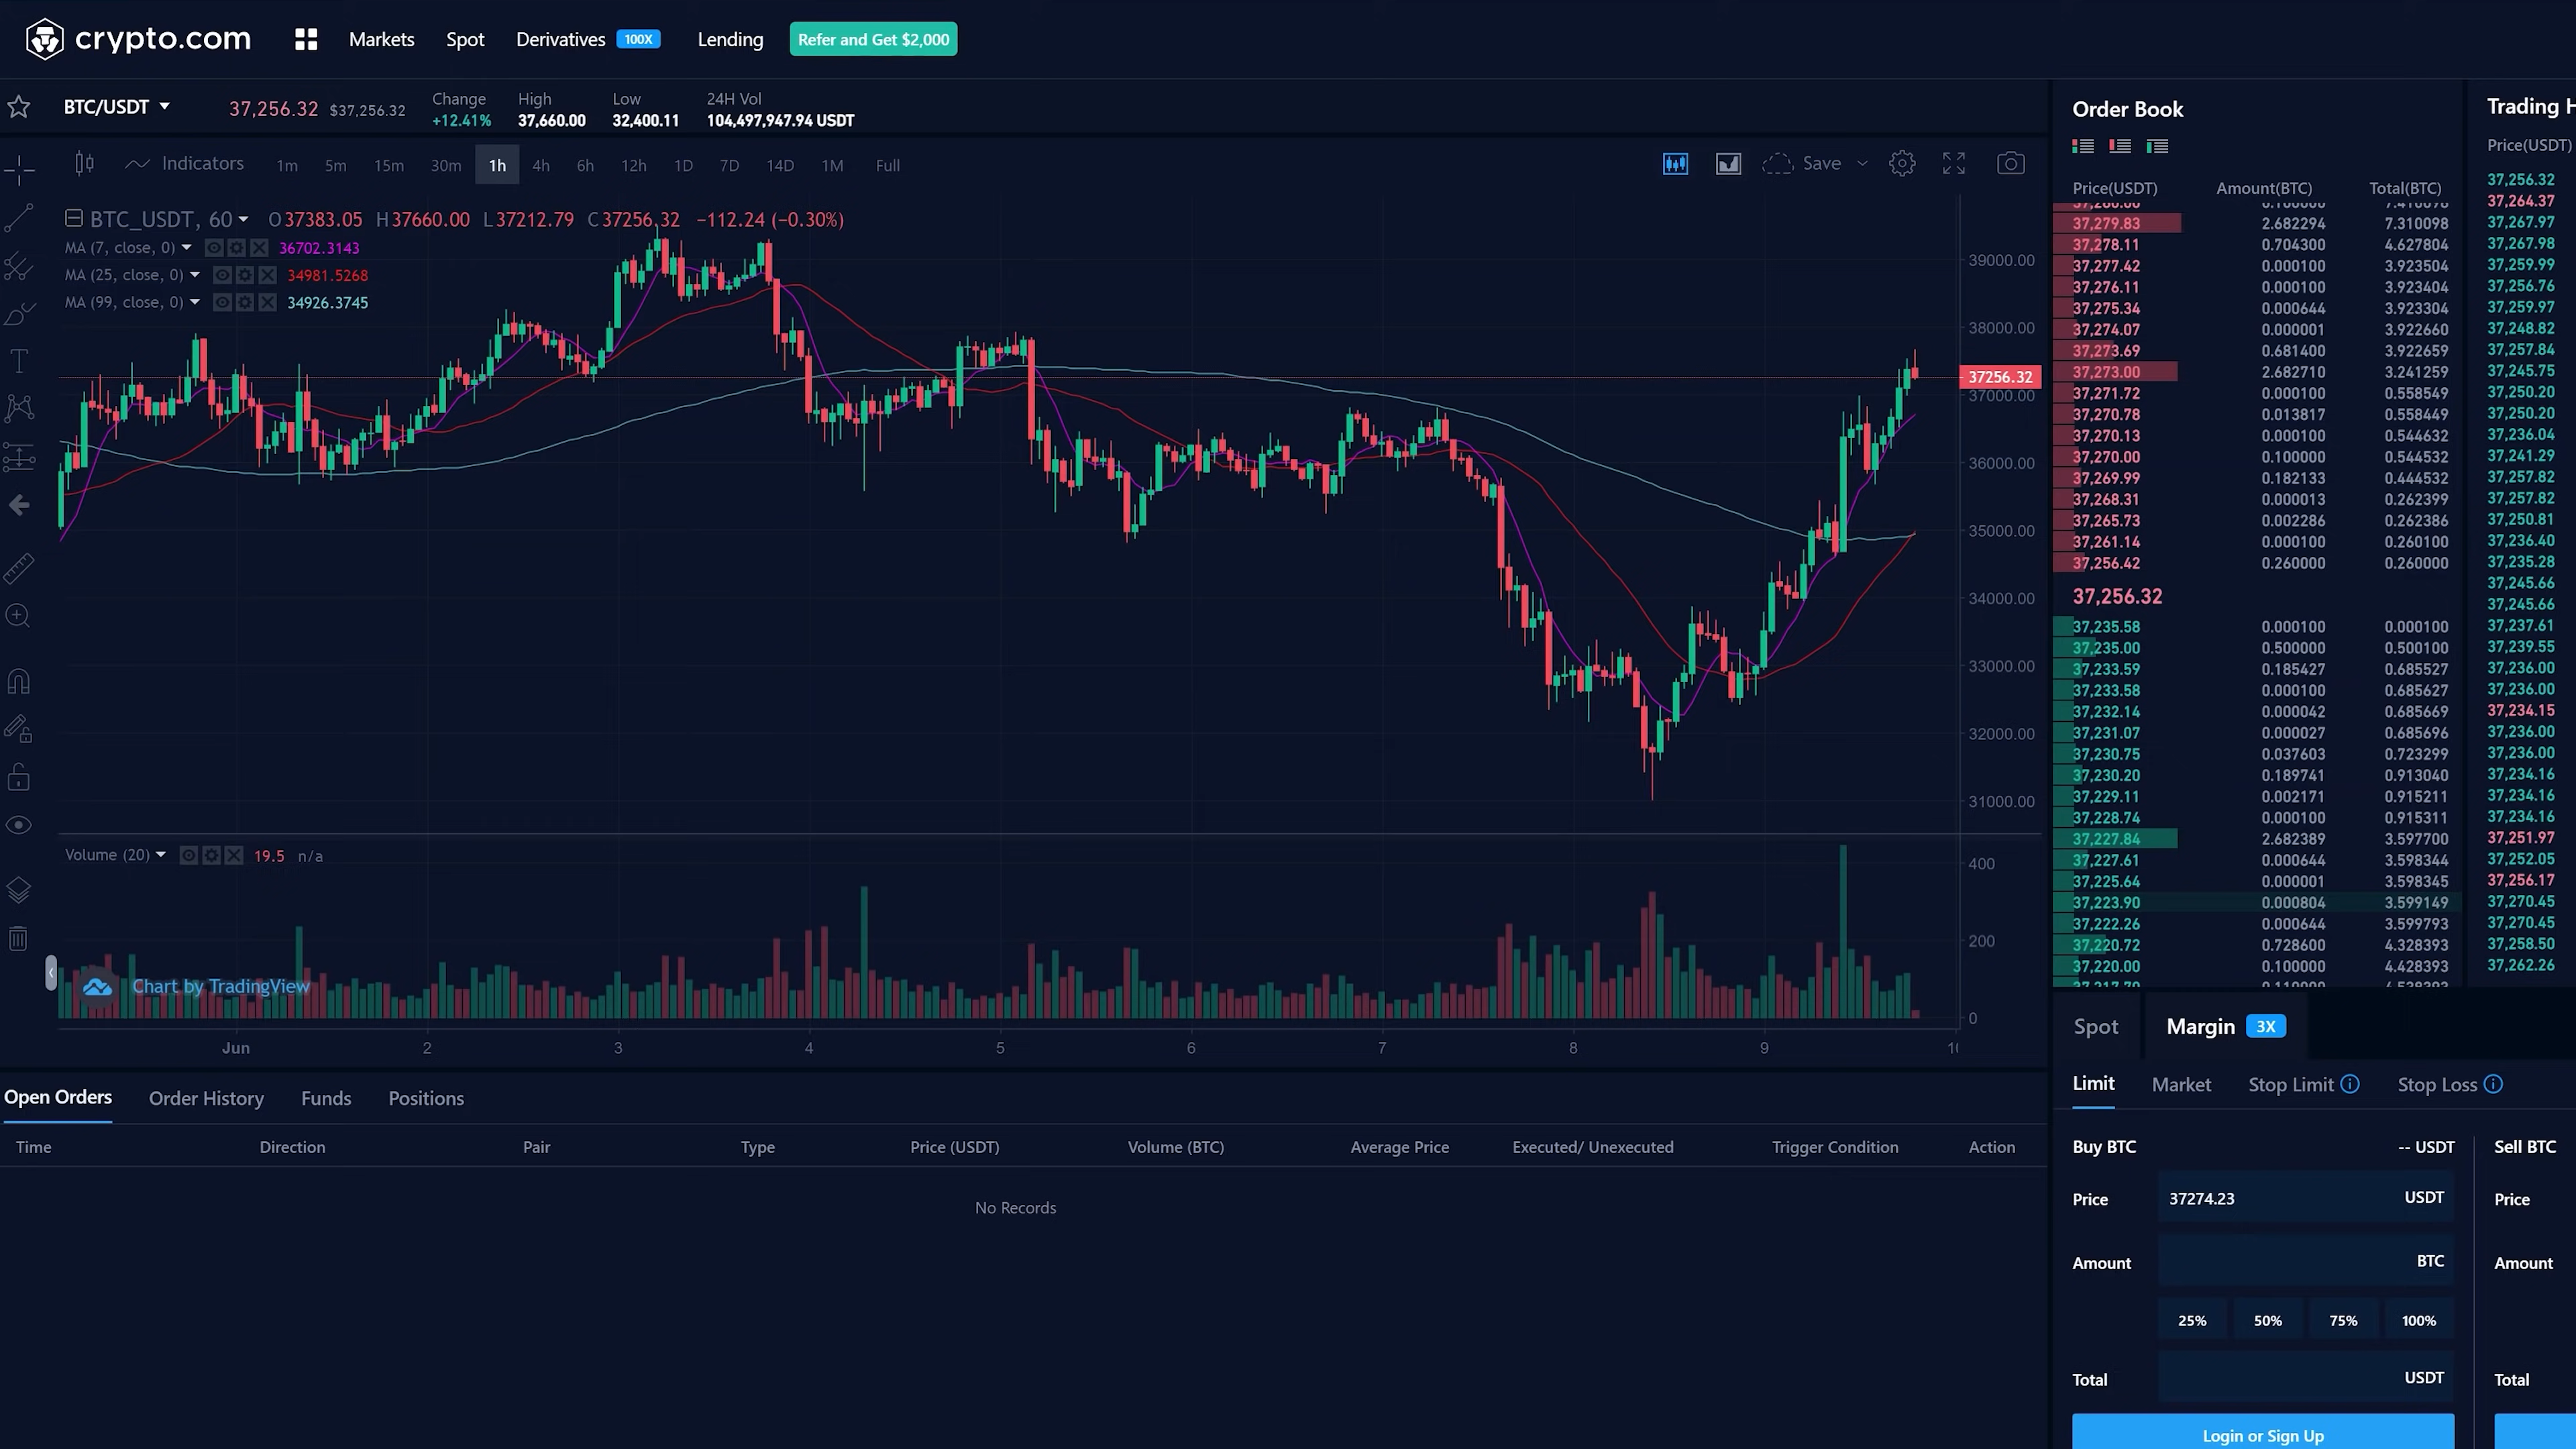 crypto.com
Markets
Spot
Derivatives 100X
Lending
Refer and Get $2,000
BTC/USDT
37,256.32 $37,256.32
Change
+12.41%
High
37,660.00
Low
32,400.11
24H Vol
104,497,947.94 USDT
Indicators
1m 5m 15m 30m 1h 4h 6h 12h 1D 7D 14D 1M Full
Save
BTC_USDT, 60 O37383.05 H37660.00 L37212.79 C37256.32 −112.24 (−0.30%)
MA (7, close, 0) 36702.3143
MA (25, close, 0) 34981.5268
MA (99, close, 0) 34926.3745
39000.00
38000.00
37256.32
37000.00
36000.00
35000.00
34000.00
33000.00
32000.00
31000.00
Volume (20) 19.5 n/a
400
200
0
Chart by TradingView
Jun 2 3 4 5 6 7 8 9
Open Orders Order History Funds Positions
Time Direction Pair Type Price (USDT) Volume (BTC) Average Price Executed/ Unexecuted Trigger Condition Action
No Records
Order Book
Price(USDT) Amount(BTC) Total(BTC)
37,279.83 2.682294 7.310098
37,278.11 0.704300 4.627804
37,277.42 0.000100 3.923504
37,276.11 0.000100 3.923404
37,275.34 0.000644 3.923304
37,274.07 0.000001 3.922660
37,273.69 0.681400 3.922659
37,273.00 2.682710 3.241259
37,271.72 0.000100 0.558549
37,270.78 0.013817 0.558449
37,270.13 0.000100 0.544632
37,270.00 0.100000 0.544532
37,269.99 0.182133 0.444532
37,268.31 0.000013 0.262399
37,265.73 0.002286 0.262386
37,261.14 0.000100 0.260100
37,256.42 0.260000 0.260000
37,256.32
37,235.58 0.000100 0.000100
37,235.00 0.500000 0.500100
37,233.59 0.185427 0.685527
37,233.58 0.000100 0.685627
37,232.14 0.000042 0.685669
37,231.07 0.000027 0.685696
37,230.75 0.037603 0.723299
37,230.20 0.189741 0.913040
37,229.11 0.002171 0.915211
37,228.74 0.000100 0.915311
37,227.84 2.682389 3.597700
37,227.61 0.000644 3.598344
37,225.64 0.000001 3.598345
37,223.90 0.000804 3.599149
37,222.26 0.000644 3.599793
37,220.72 0.728600 4.328393
37,220.00 0.100000 4.428393
Trading H
Price(USDT)
37,256.32
37,264.37
37,267.97
37,267.98
37,259.99
37,256.76
37,259.97
37,248.82
37,257.84
37,245.75
37,250.20
37,250.20
37,236.04
37,241.29
37,257.82
37,257.82
37,250.81
37,236.40
37,235.28
37,245.66
37,245.66
37,237.61
37,239.55
37,236.00
37,236.00
37,234.15
37,236.00
37,236.00
37,234.16
37,234.16
37,234.16
37,251.97
37,252.05
37,256.17
37,270.45
37,270.45
37,258.50
37,262.26
Spot Margin 3X
Limit Market Stop Limit Stop Loss
Buy BTC -- USDT
Price 37274.23 USDT
Amount BTC
25% 50% 75% 100%
Total USDT
Login or Sign Up
Sell BTC
Price
Amount
Total